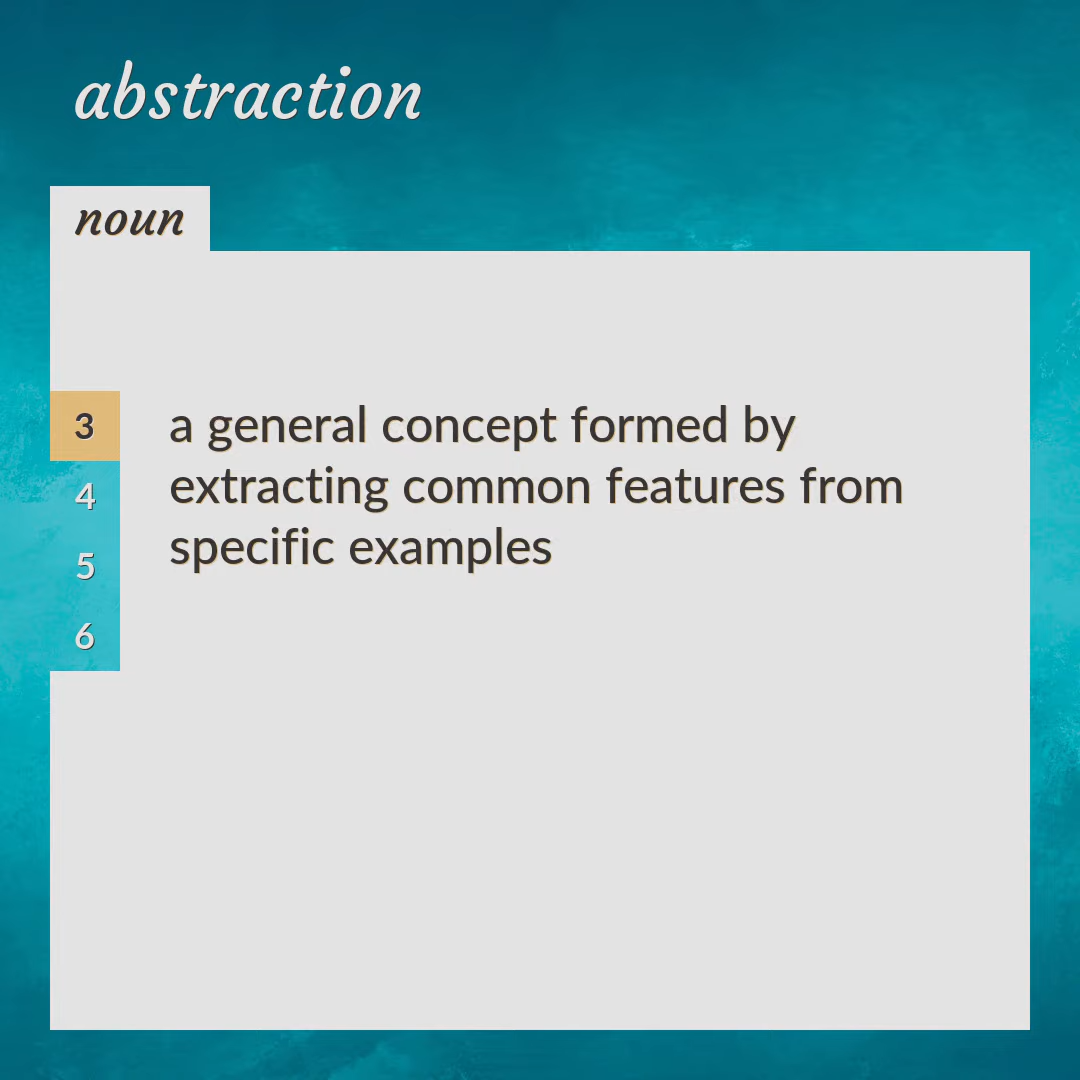 abstraction
noun
3
a general concept formed by
extracting common features from
specific examples
4
5
6